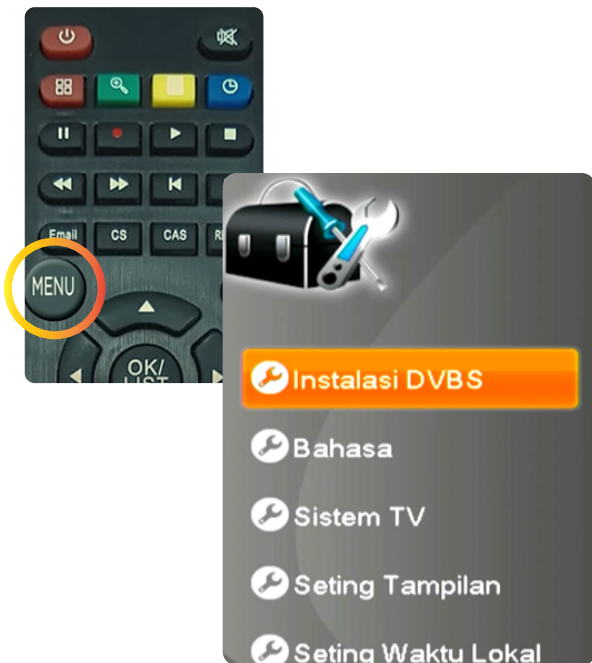 Email CS CAS
MENU
OK/
LIST
Instalasi DVBS
Bahasa
Sistem TV
Seting Tampilan
Seting Waktu Lokal